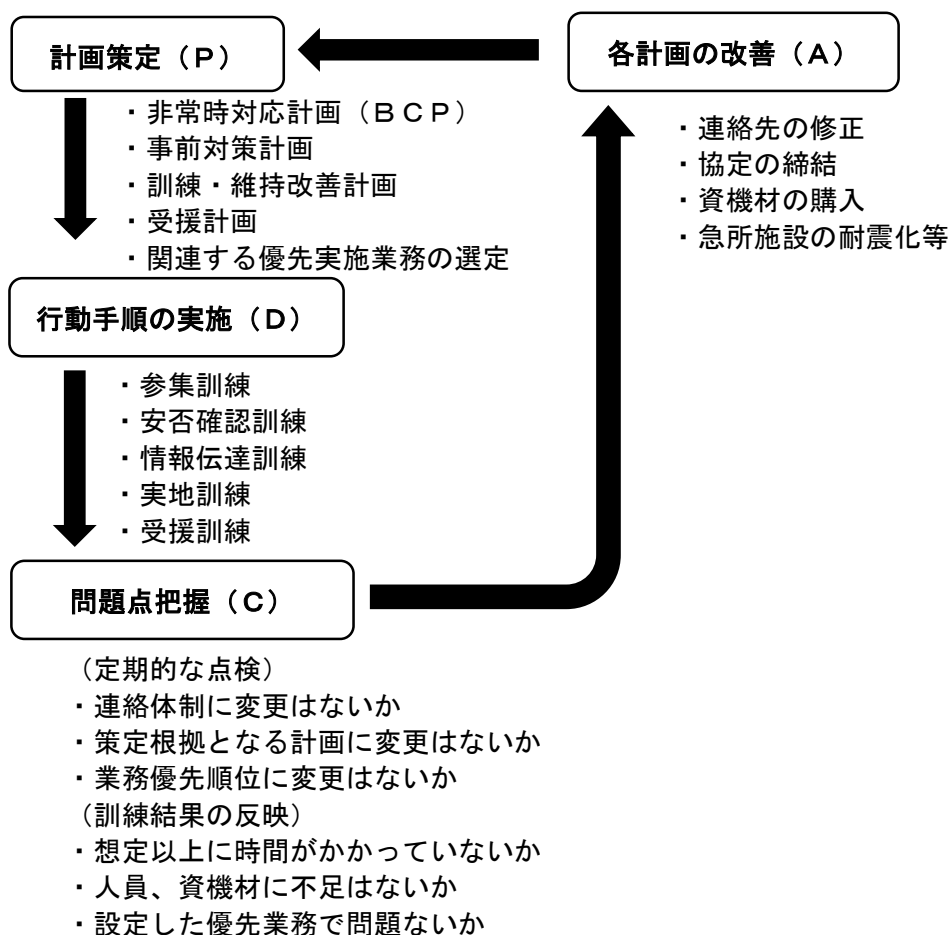 計画策定(P)
・非常時対応計画(BCP)
・事前対策計画
・訓練・維持改善計画
・受援計画
・関連する優先実施業務の選定
行動手順の実施(D)
・参集訓練
・安否確認訓練
・情報伝達訓練
・実地訓練
・受援訓練
問題点把握(C)
(定期的な点検)
・連絡体制に変更はないか
・策定根拠となる計画に変更はないか
・業務優先順位に変更はないか
(訓練結果の反映)
・想定以上に時間がかかっていないか
・人員、資機材に不足はないか
・設定した優先業務で問題ないか
各計画の改善(A)
・連絡先の修正
・協定の締結
・資機材の購入
・急所施設の耐震化等